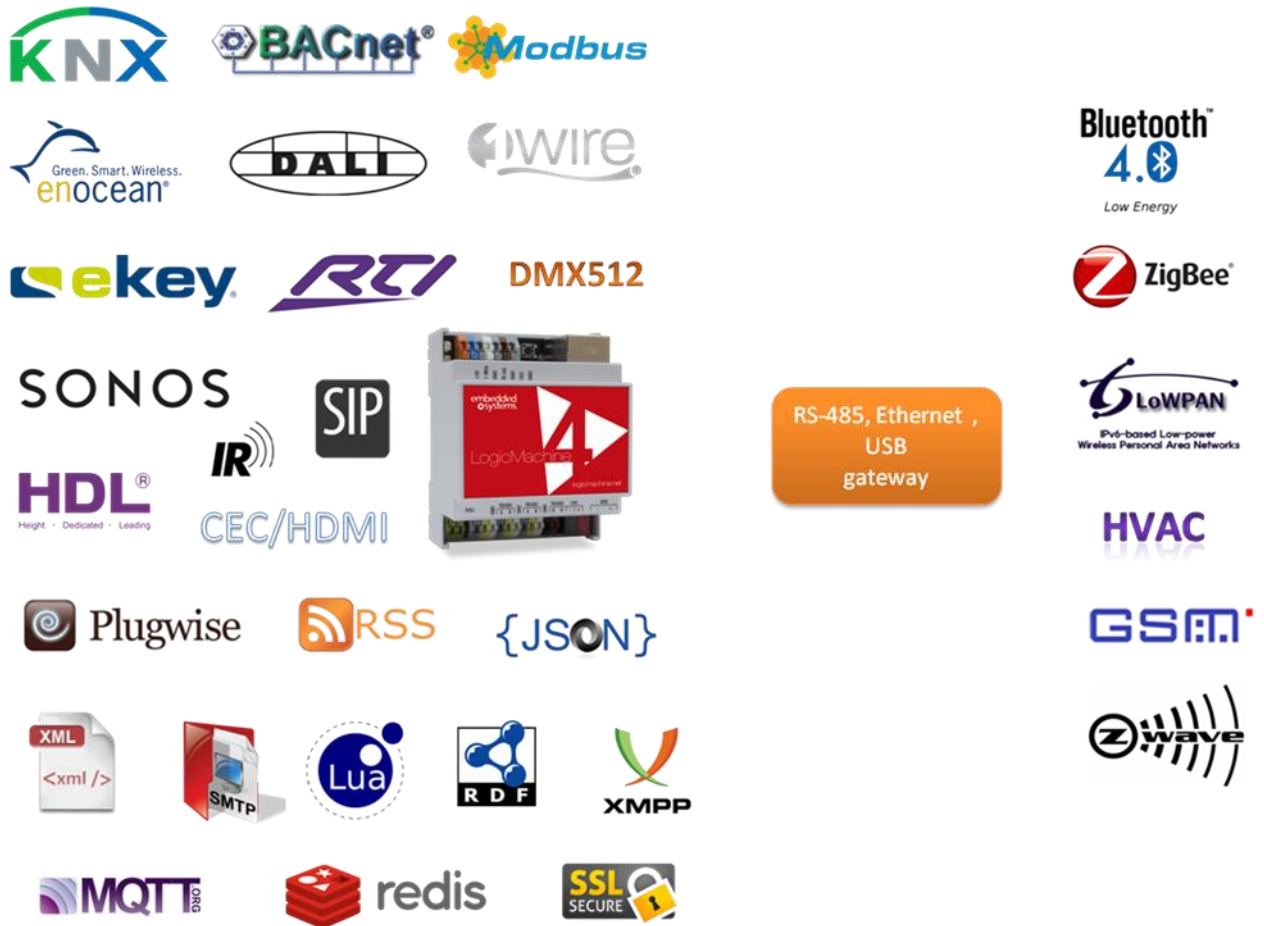 KNX
BACnet®
Modbus
Green. Smart. Wireless.
enocean®
DALI
1wire®
ekey®
RTI
DMX512
SONOS
SIP
IR
HDL®
Height · Dedicated · Leading
CEC/HDMI
embedded
systems
LogicMachine 4
logicmachine.net
Plugwise
RSS
{JSON}
XML
<xml />
SMTP
Lua
RDF
XMPP
MQTT.ORG
redis
SSL
SECURE
RS-485, Ethernet ,
USB
gateway
Bluetooth™
4.0
Low Energy
ZigBee®
6LoWPAN
IPv6-based Low-power
Wireless Personal Area Networks
HVAC
GSM
Z wave